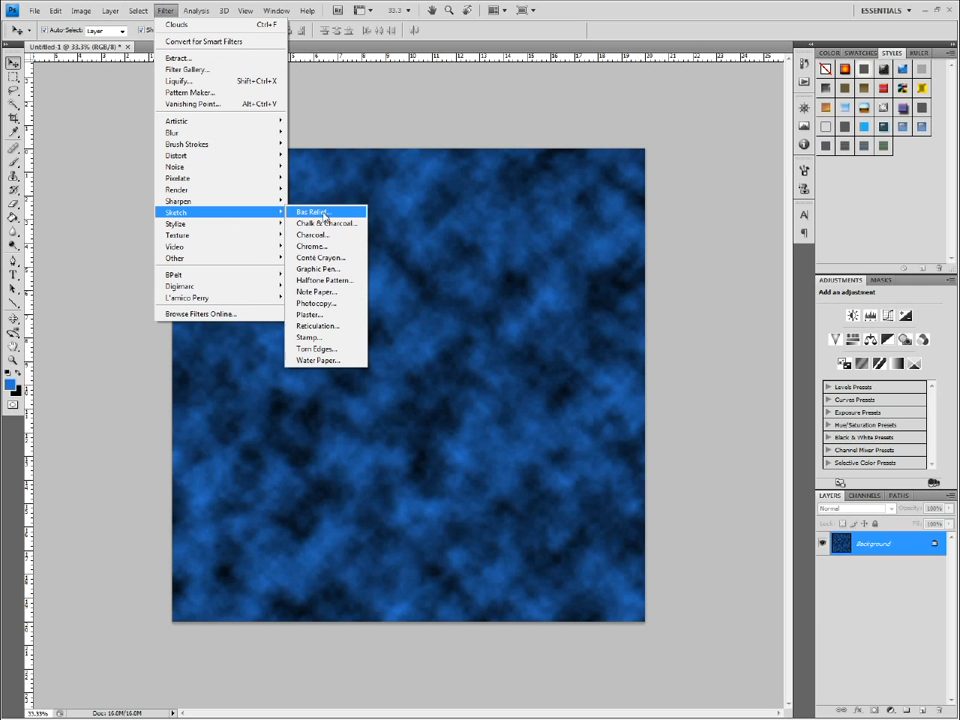 Ps File Edit Image Layer Select Filter Analysis 3D View Window Help Br 33.3 ESSENTIALS
Auto-Select: Layer
Untitled-1 @ 33.3% (RGB/8) *
Clouds Ctrl+F
Convert for Smart Filters
Extract...
Filter Gallery...
Liquify... Shift+Ctrl+X
Pattern Maker...
Vanishing Point... Alt+Ctrl+V
Artistic
Blur
Brush Strokes
Distort
Noise
Pixelate
Render
Sharpen
Sketch
Stylize
Texture
Video
Other
BPelt
Digimarc
L'amico Perry
Browse Filters Online...
Bas Relief...
Chalk & Charcoal...
Charcoal...
Chrome...
Conté Crayon...
Graphic Pen...
Halftone Pattern...
Note Paper...
Photocopy...
Plaster...
Reticulation...
Stamp...
Torn Edges...
Water Paper...
COLOR SWATCHES STYLES
ADJUSTMENTS MASKS
Add an adjustment
Levels Presets
Curves Presets
Exposure Presets
Hue/Saturation Presets
Black & White Presets
Channel Mixer Presets
Selective Color Presets
LAYERS CHANNELS PATHS
Normal Opacity: 100%
Lock: Fill: 100%
Background
33.33% Doc: 16.0M/16.0M